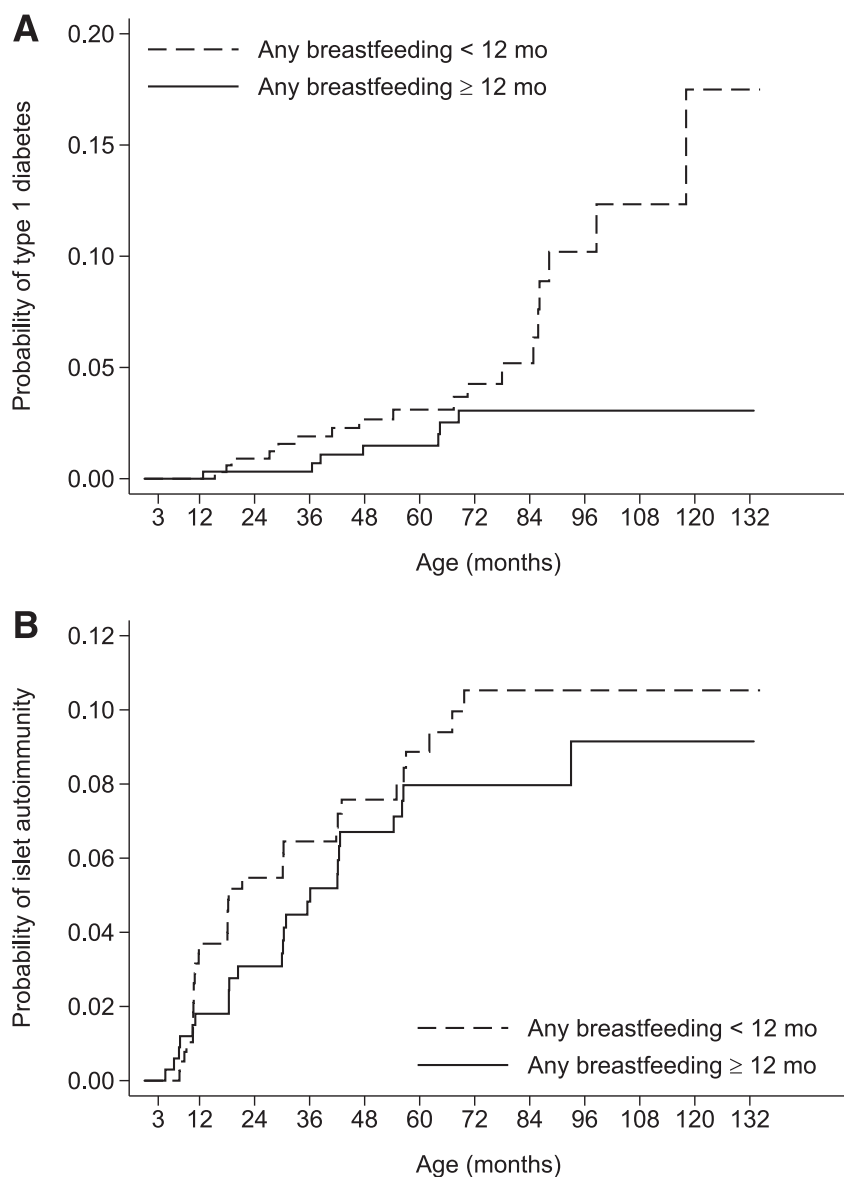 A
0.20
Any breastfeeding < 12 mo
Any breastfeeding ≥ 12 mo
0.15
0.10
0.05
0.00
Probability of type 1 diabetes
3 12 24 36 48 60 72 84 96 108 120 132
Age (months)
B
0.12
0.10
0.08
0.06
0.04
0.02
0.00
Probability of islet autoimmunity
Any breastfeeding < 12 mo
Any breastfeeding ≥ 12 mo
3 12 24 36 48 60 72 84 96 108 120 132
Age (months)